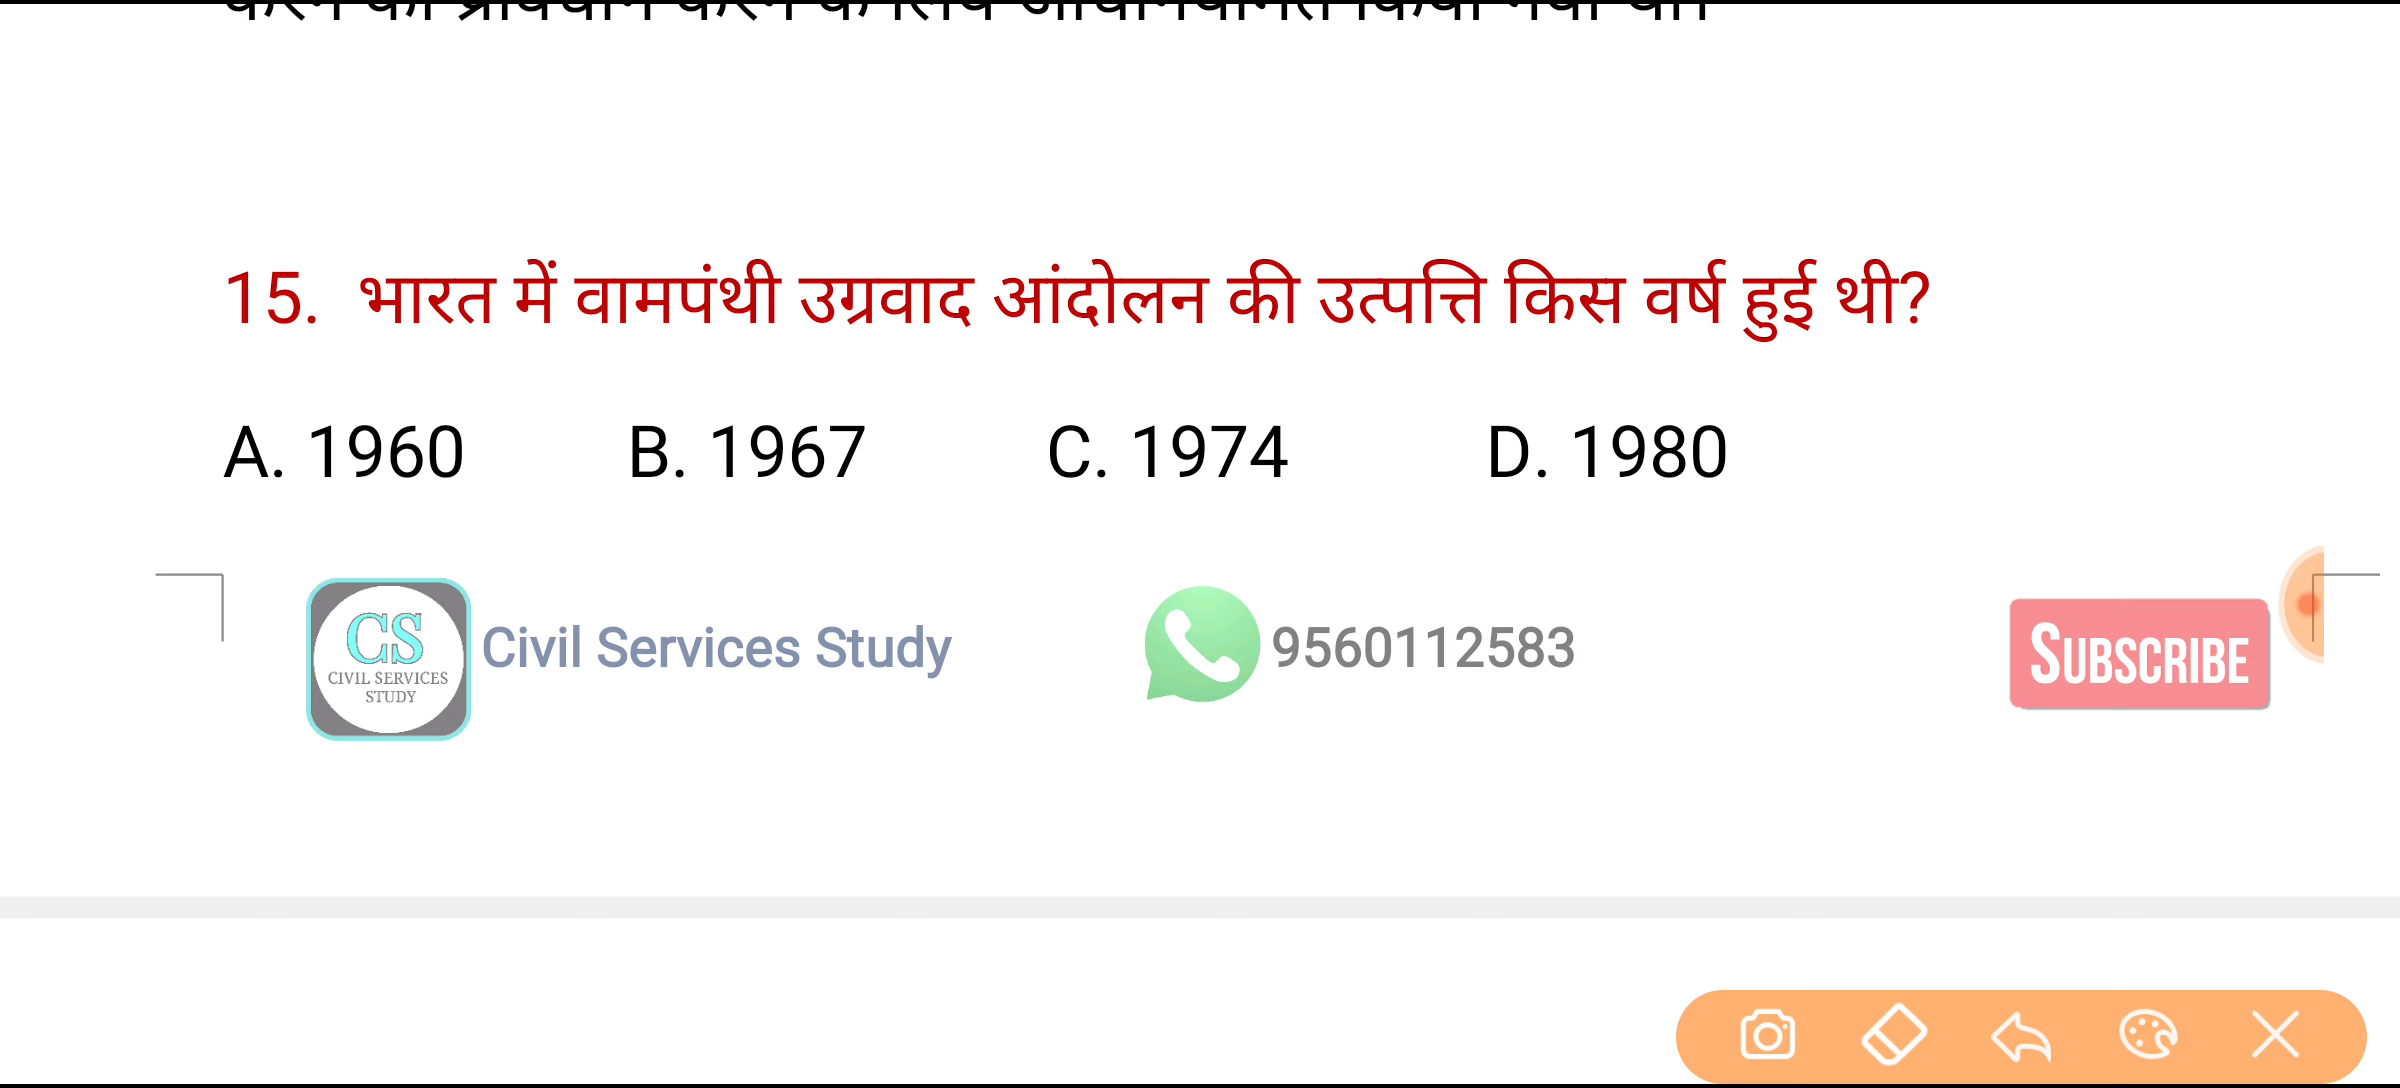 15. भारत में वामपंथी उग्रवाद आंदोलन की उत्पत्ति किस वर्ष हुई थी?
A. 1960 B. 1967 C. 1974 D. 1980
CS
CIVIL SERVICES
STUDY
Civil Services Study
9560112583
SUBSCRIBE